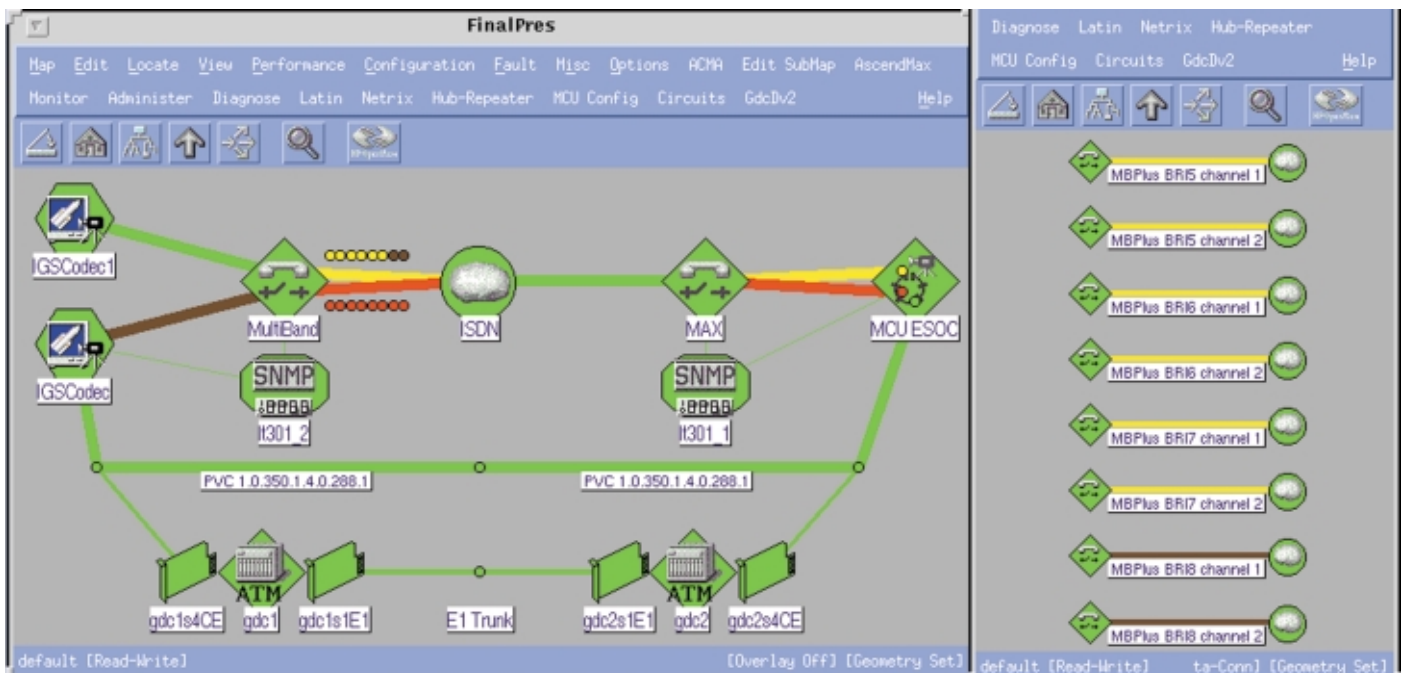 FinalPres
Map Edit Locate View Performance Configuration Fault Misc Options ACMA Edit SubMap AscendMax
Monitor Administer Diagnose Latin Netrix Hub-Repeater MCU Config Circuits GdcDv2 Help
IGSCodec1
MultiBand
ISDN
MAX
MCU ESOC
IGSCodec
SNMP
lt301_2
SNMP
lt301_1
PVC 1.0.350.1.4.0.288.1
PVC 1.0.350.1.4.0.288.1
ATM
ATM
gdc1s4CE
gdc1
gdc1s1E1
E1 Trunk
gdc2s1E1
gdc2
gdc2s4CE
default [Read-Write] [Overlay Off] [Geometry Set]
Diagnose Latin Netrix Hub-Repeater
MCU Config Circuits GdcDv2 Help
MBPlus BRI5 channel 1
MBPlus BRI5 channel 2
MBPlus BRI6 channel 1
MBPlus BRI6 channel 2
MBPlus BRI7 channel 1
MBPlus BRI7 channel 2
MBPlus BRI8 channel 1
MBPlus BRI8 channel 2
default [Read-Write] ta-Conn] [Geometry Set]